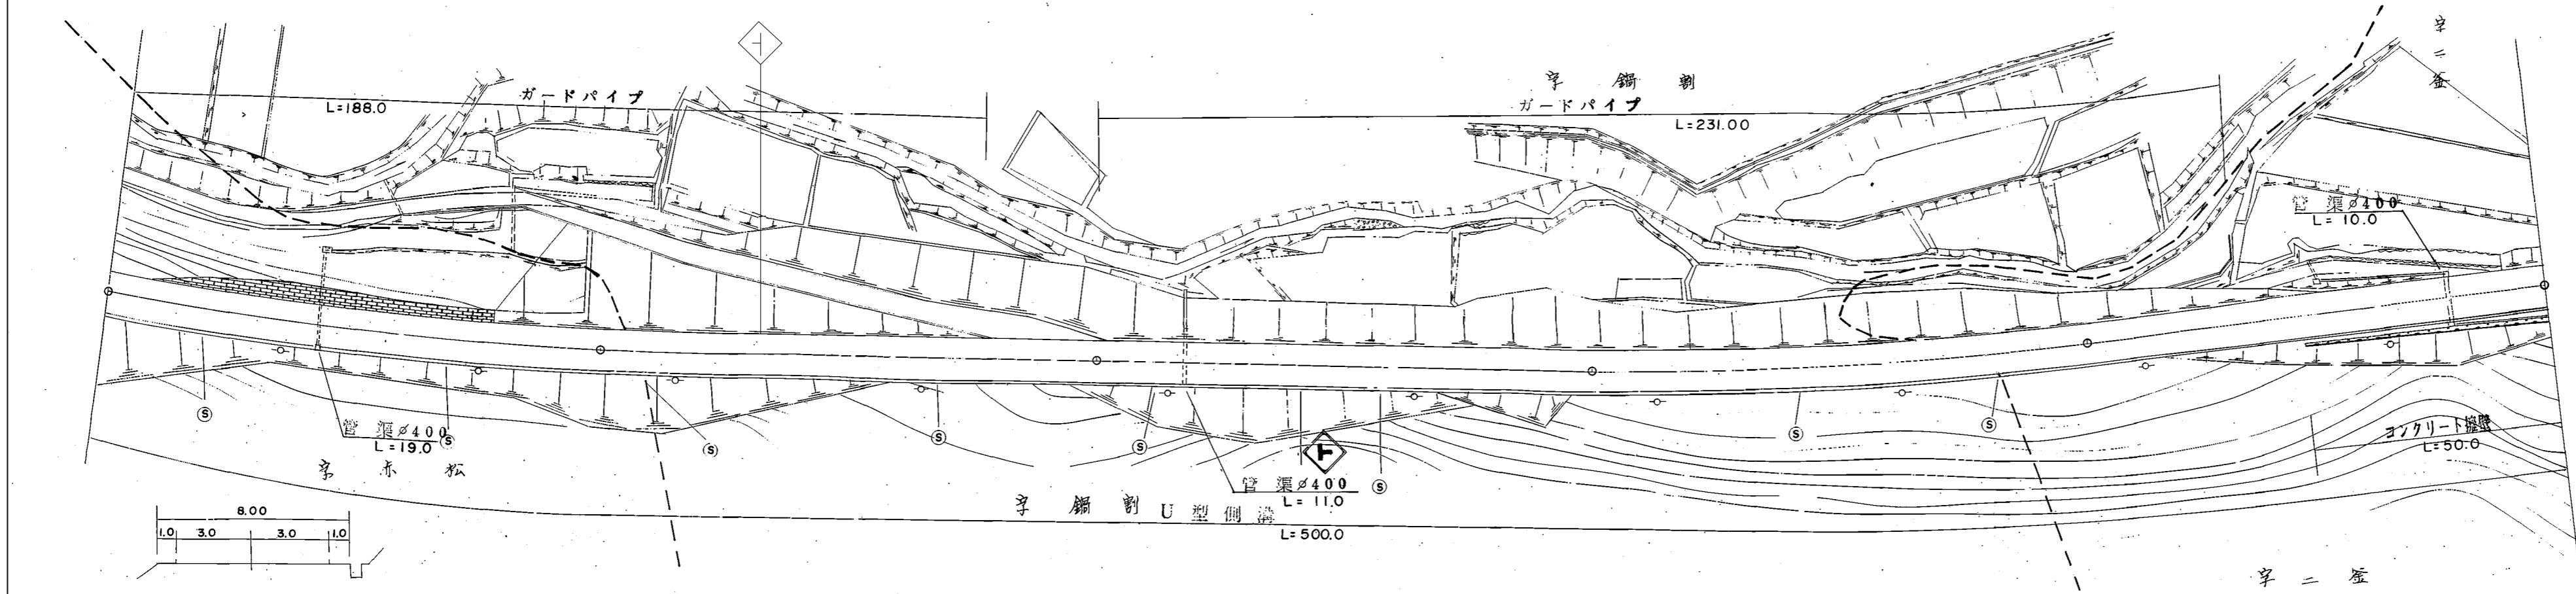 字二釜
字 鍋 割
ガードパイプ
L=188.0
ガードパイプ
L=231.00
管 渠 ø400
L= 10.0
S
S
S
S
S
S
S
S
管 渠 ø400
L=19.0
コンクリート擁壁
L=50.0
字 赤 松
管 渠 ø400
L= 11.0
字 鍋 割
U 型 側 溝
L= 500.0
8.00
1.0 3.0 3.0 1.0
字 二 釜